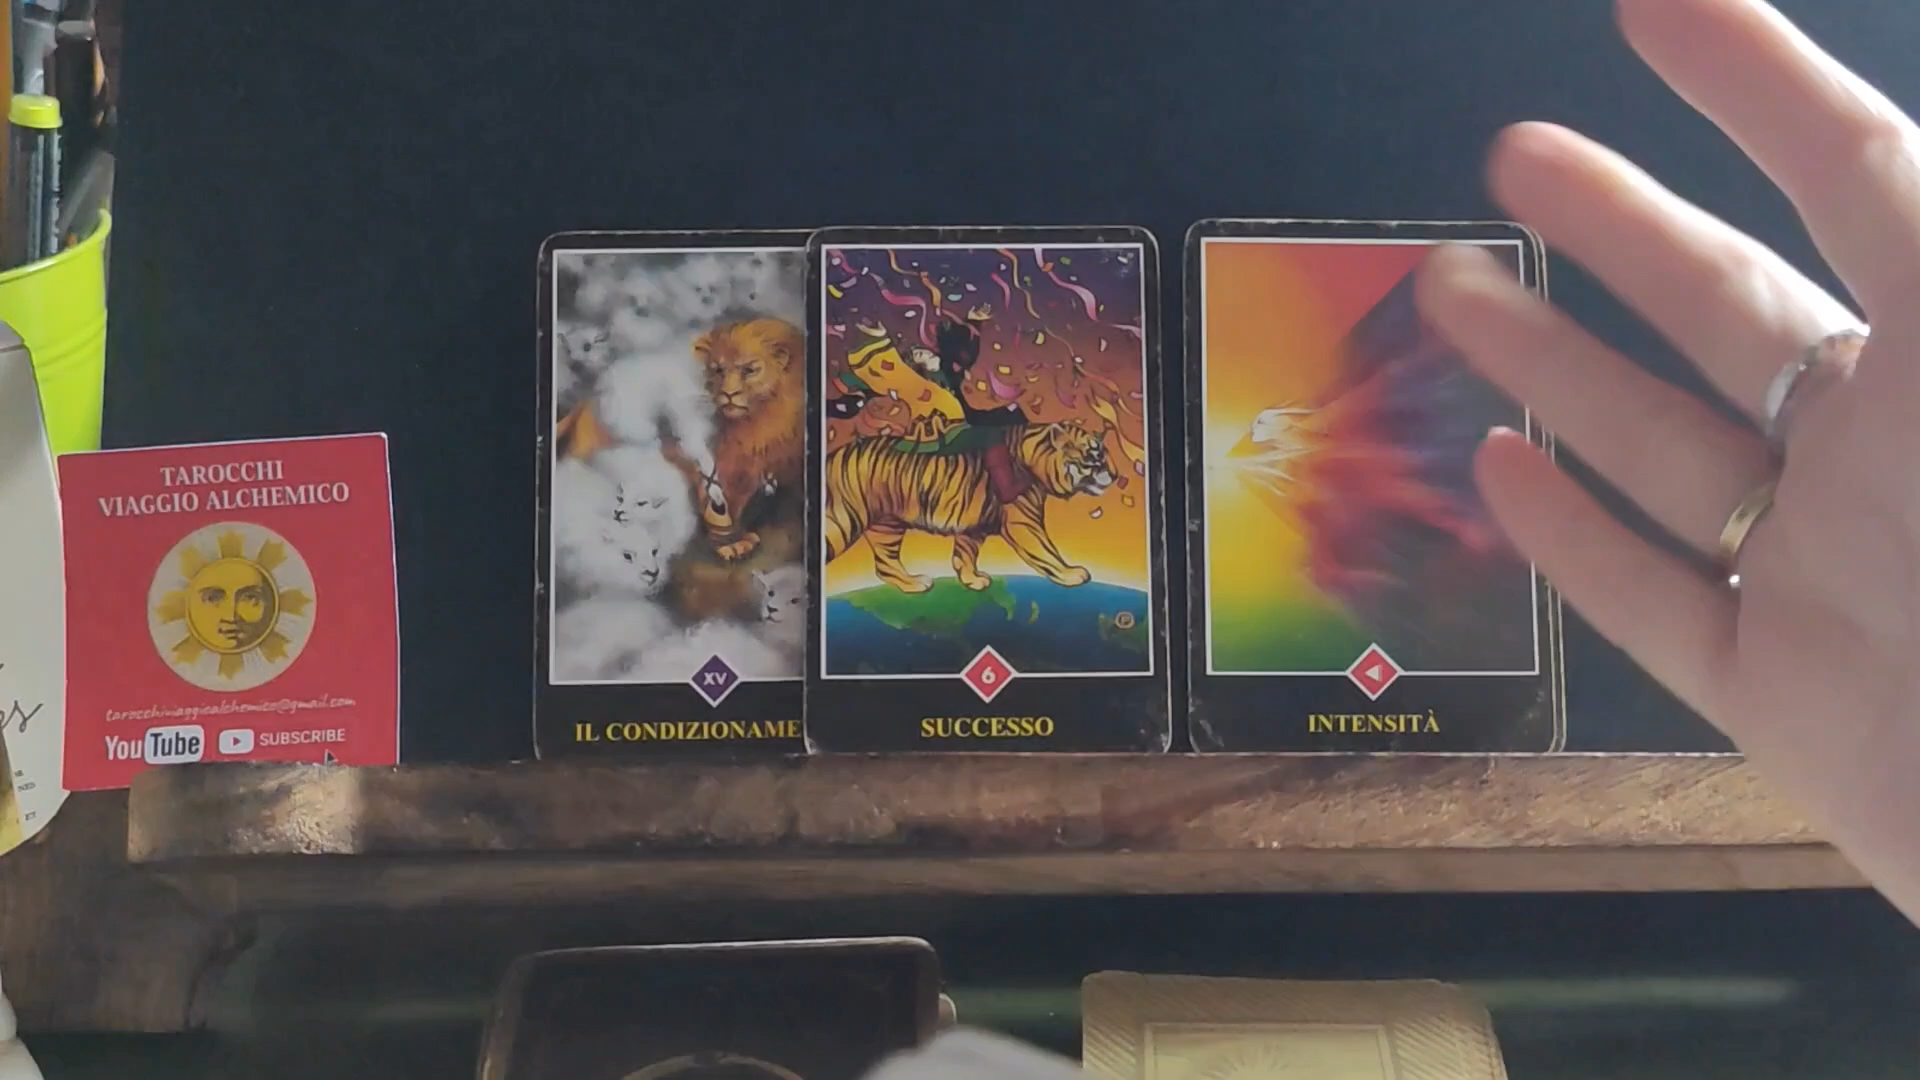 TAROCCHI
VIAGGIO ALCHEMICO
tarocchiviaggioalchemico@gmail.com
YouTube SUBSCRIBE
XV
IL CONDIZIONAME
6
SUCCESSO
INTENSITÀ